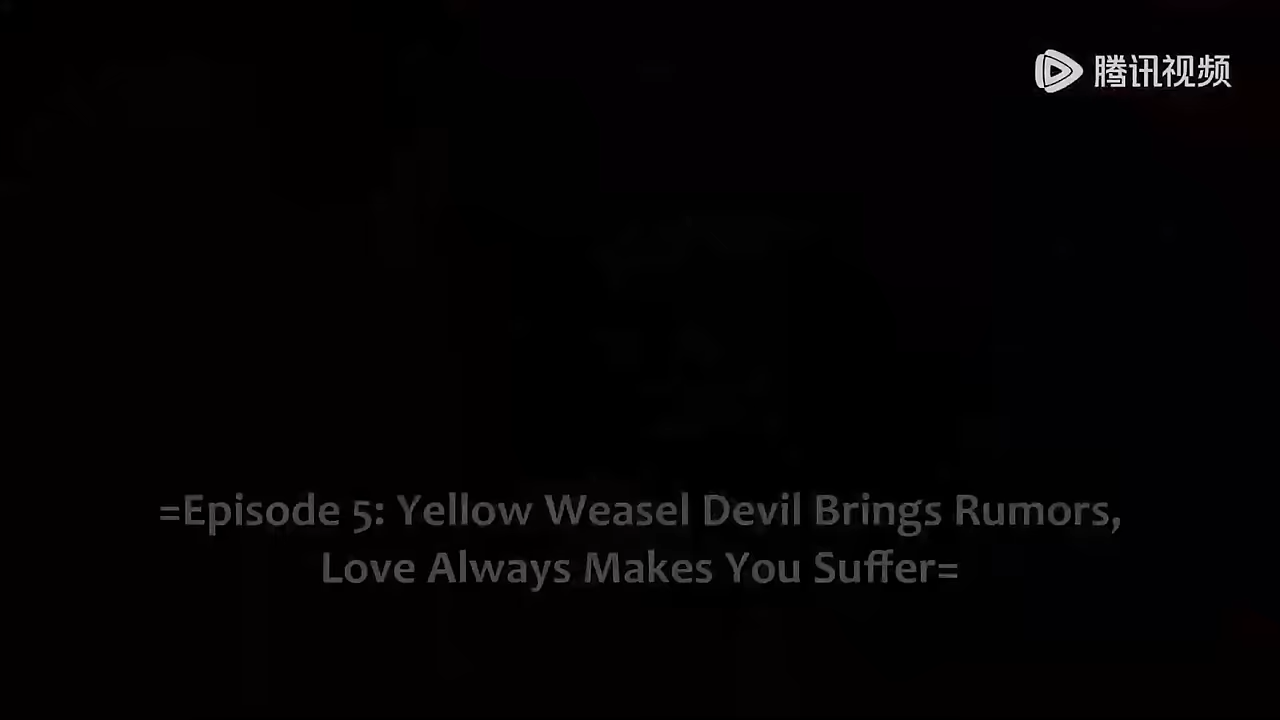 腾讯视频
=Episode 5: Yellow Weasel Devil Brings Rumors,
Love Always Makes You Suffer=